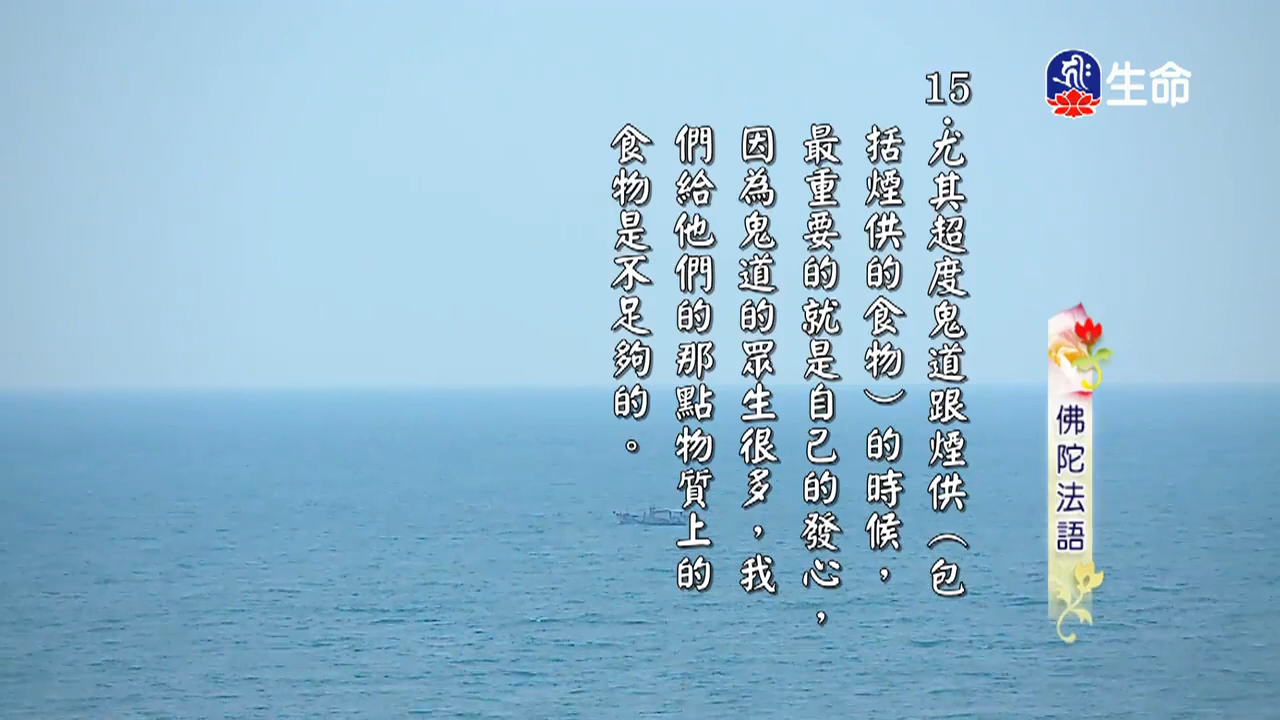 生命
15.尤其超度鬼道跟煙供（包
括煙供的食物）的時候，
最重要的就是自己的發心，
因為鬼道的眾生很多，我
們給他們的那點物質上的
食物是不足夠的。
佛陀法語